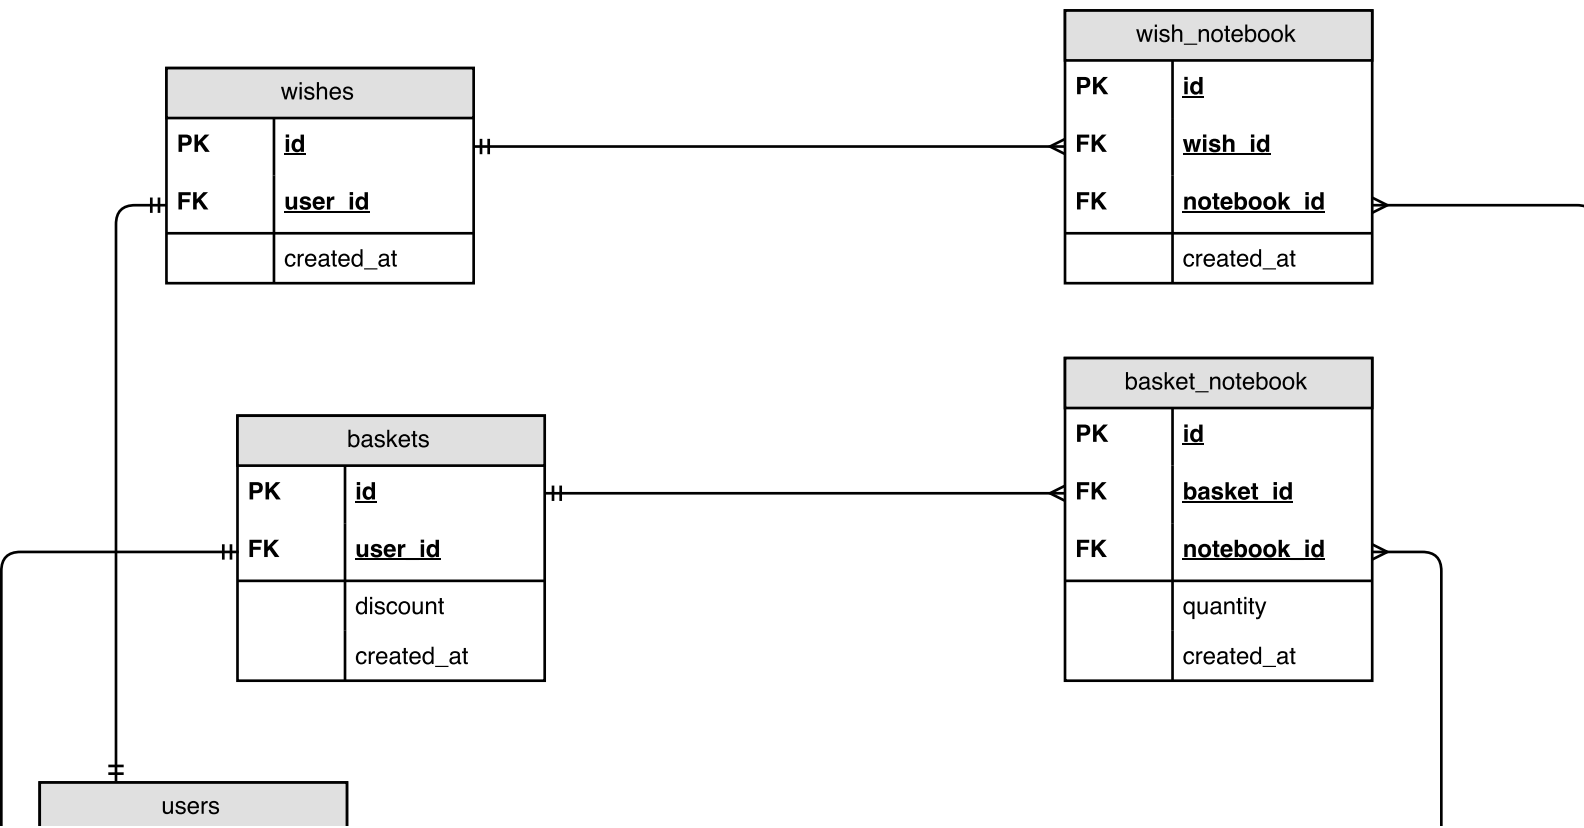 wish_notebook
PK id
FK wish_id
FK notebook_id
created_at
wishes
PK id
FK user_id
created_at
basket_notebook
PK id
FK basket_id
FK notebook_id
quantity
created_at
baskets
PK id
FK user_id
discount
created_at
users